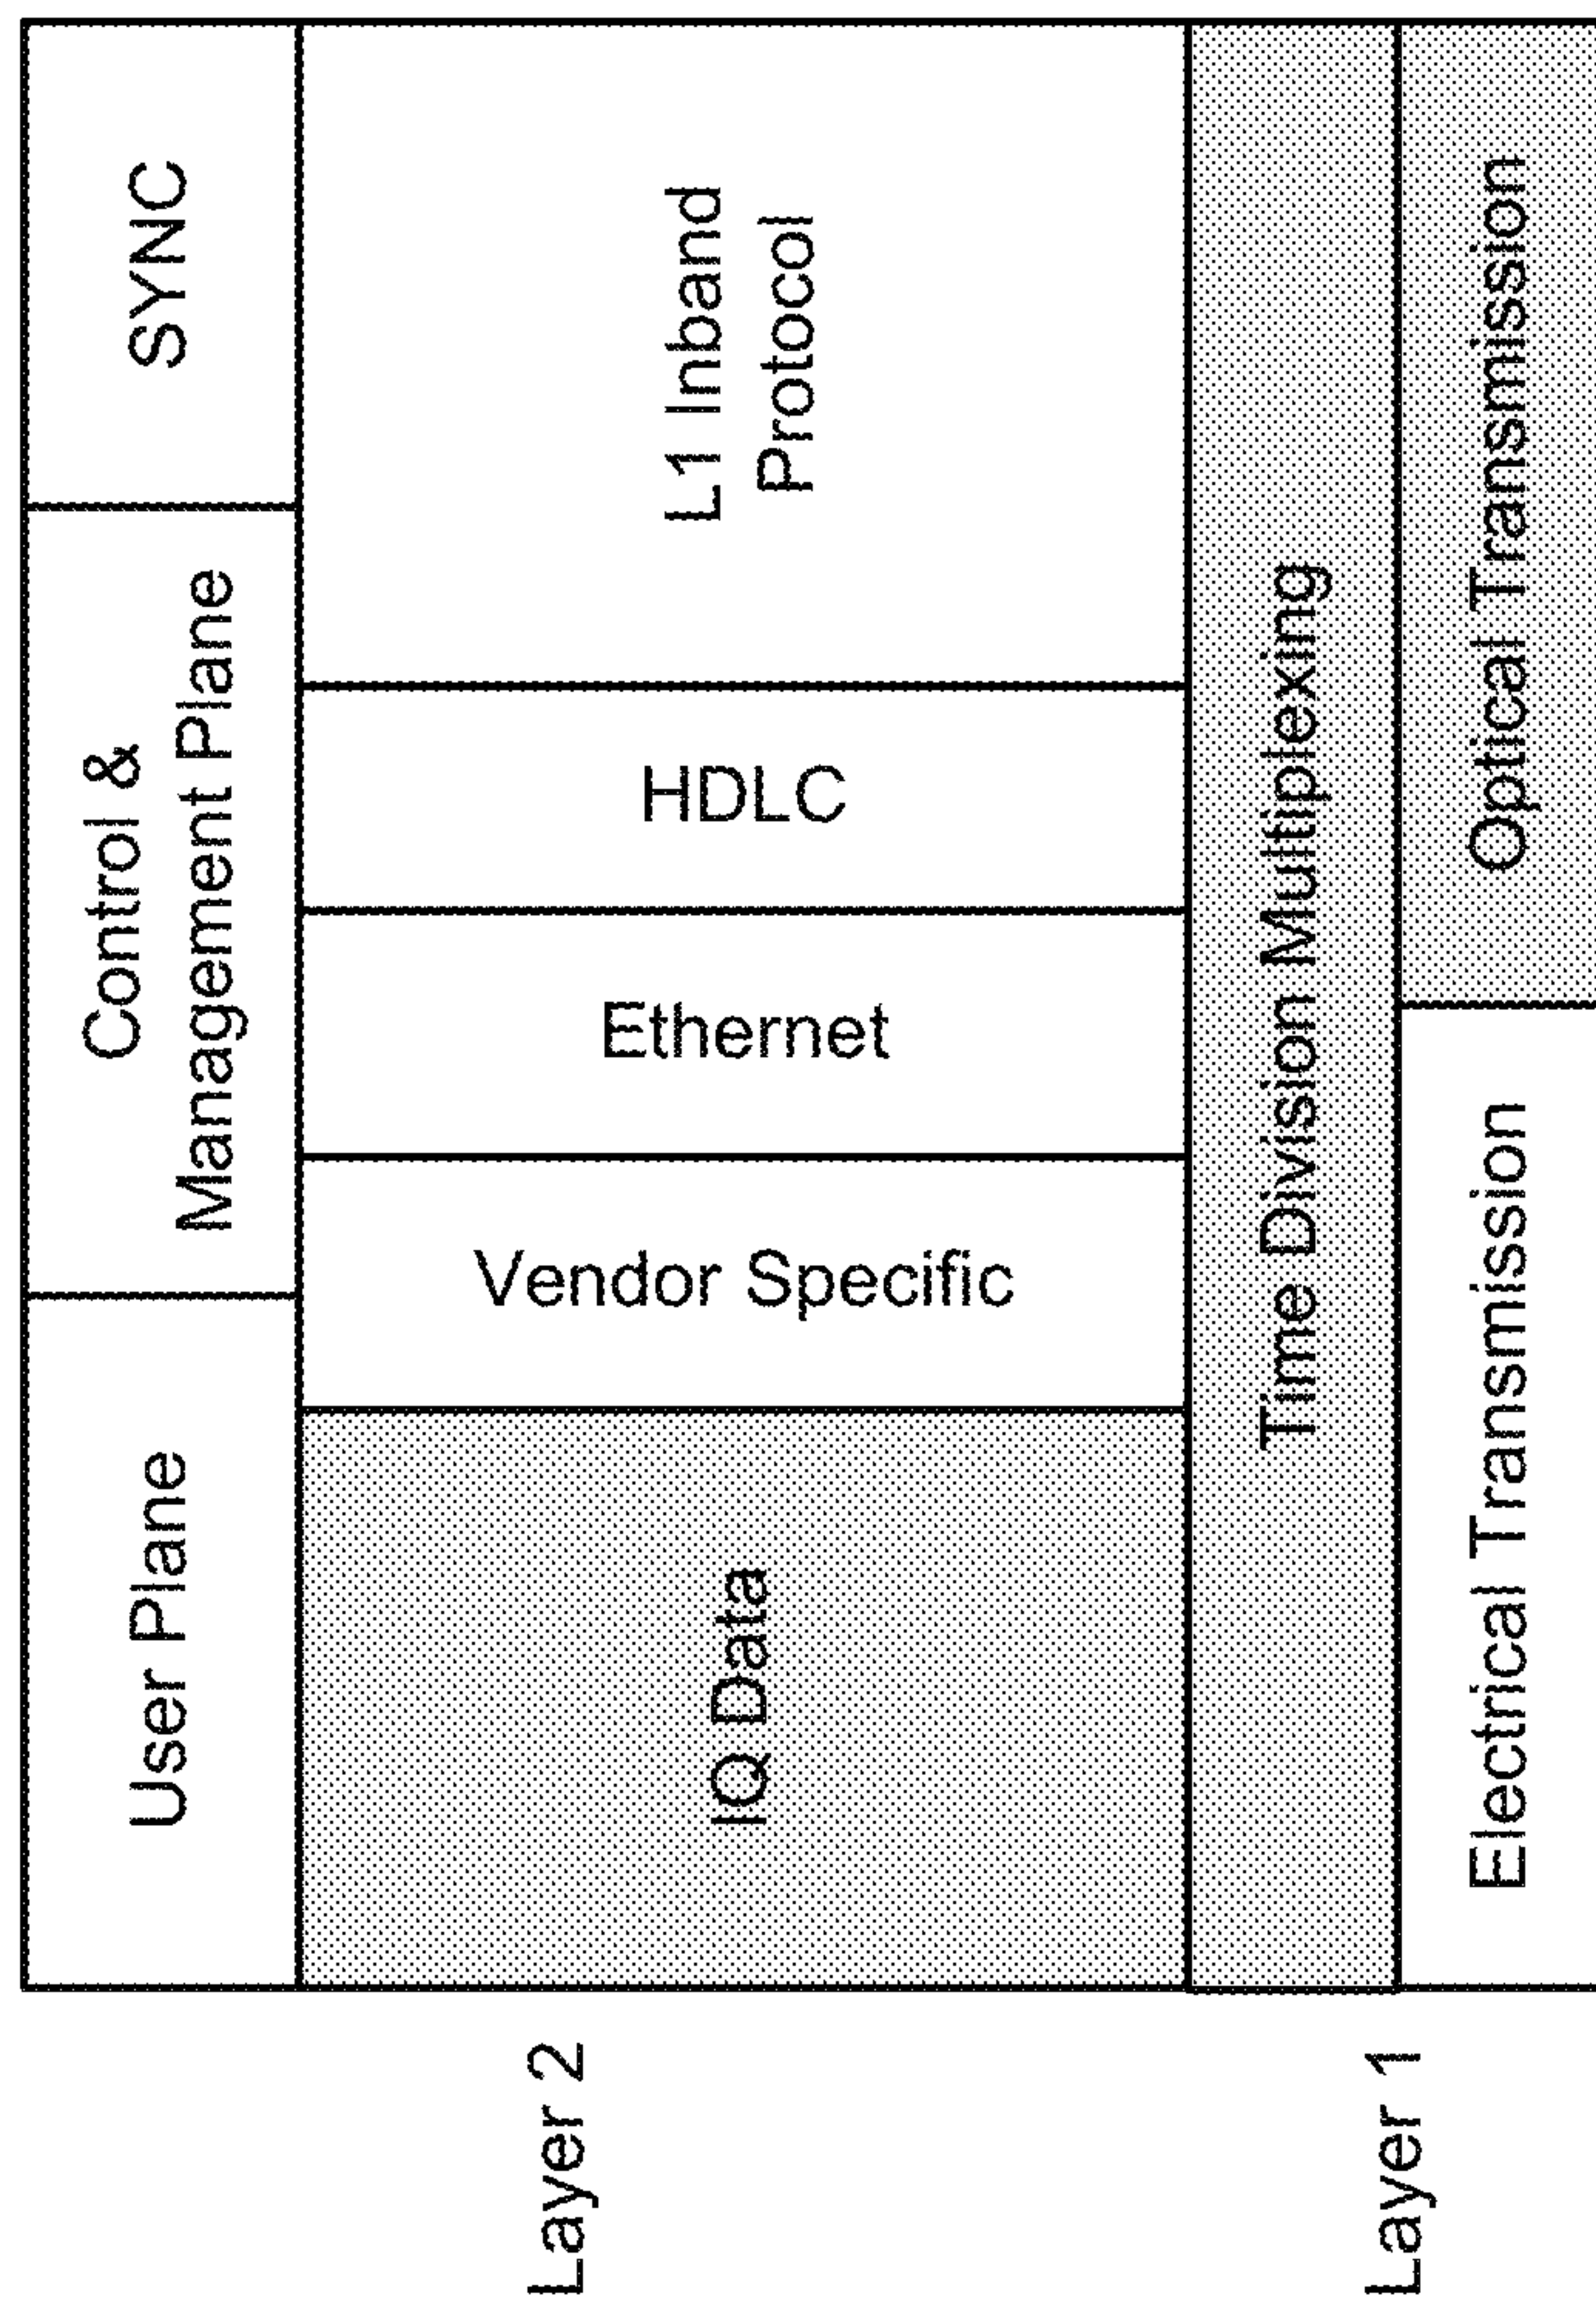 User Plane
Control &
Management Plane
SYNC
Layer 2
IQ Data
Vendor Specific
Ethernet
HDLC
L1 Inband
Protocol
Layer 1
Time Division Multiplexing
Electrical Transmission
Optical Transmission